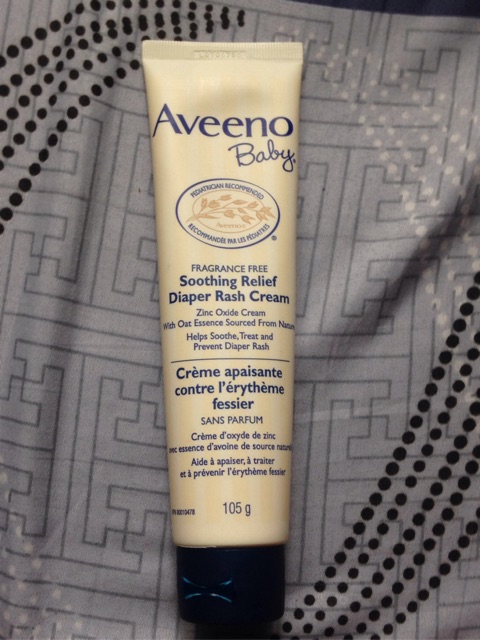 Aveeno
Baby®
PEDIATRICIAN RECOMMENDED
Aveeno®
RECOMMANDÉE PAR LES PÉDIATRES
®
FRAGRANCE FREE
Soothing Relief
Diaper Rash Cream
Zinc Oxide Cream
With Oat Essence Sourced From Nature
Helps Soothe, Treat and
Prevent Diaper Rash
Crème apaisante
contre l'érythème
fessier
SANS PARFUM
Crème d'oxyde de zinc
avec essence d'avoine de source naturelle
Aide à apaiser, à traiter
et à prévenir l'érythème fessier
105 g